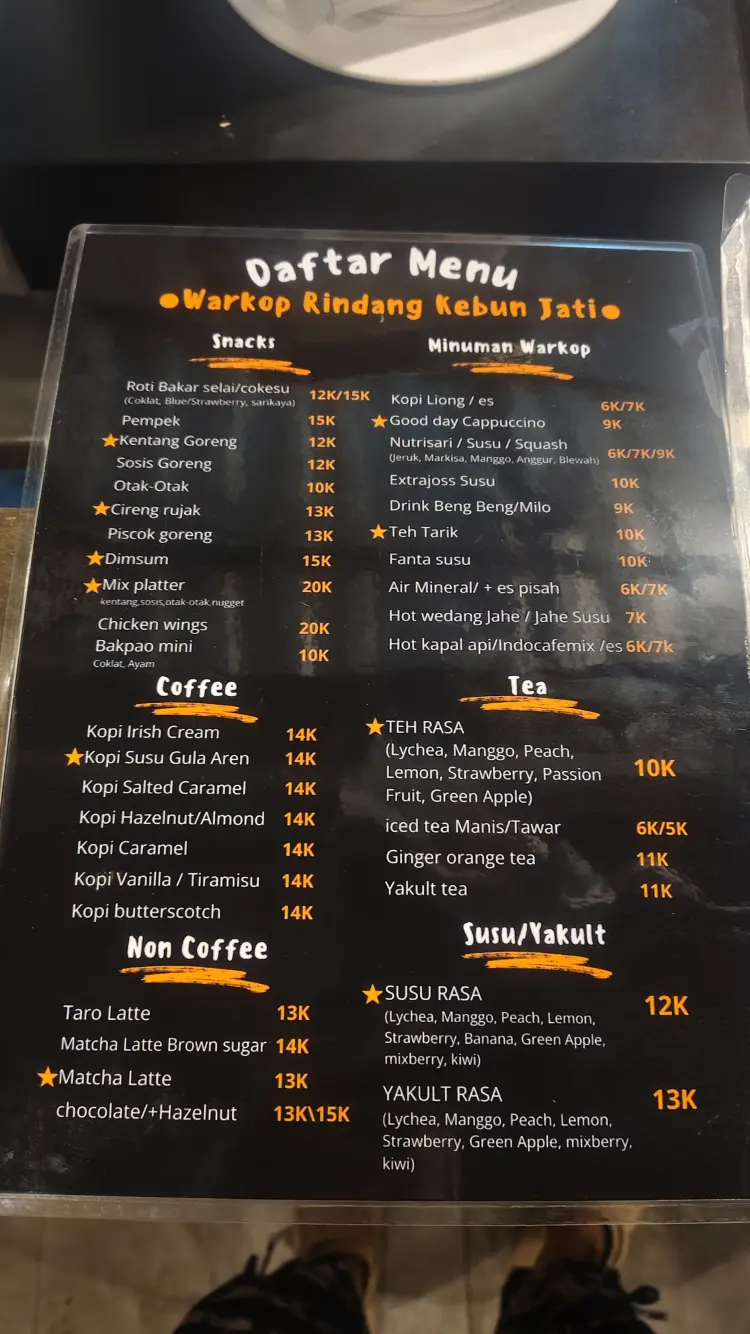 Daftar Menu
●Warkop Rindang Kebun Jati●
Snacks
Roti Bakar selai/cokesu 12K/15K
(Coklat, Blue/Strawberry, sarikaya)
Pempek 15K
★Kentang Goreng 12K
Sosis Goreng 12K
Otak-Otak 10K
★Cireng rujak 13K
Piscok goreng 13K
★Dimsum 15K
★Mix platter 20K
kentang,sosis,otak-otak,nugget
Chicken wings 20K
Bakpao mini 10K
Coklat, Ayam
Minuman Warkop
Kopi Liong / es 6K/7K
★Good day Cappuccino 9K
Nutrisari / Susu / Squash 6K/7K/9K
(Jeruk, Markisa, Manggo, Anggur, Blewah)
Extrajoss Susu 10K
Drink Beng Beng/Milo 9K
★Teh Tarik 10K
Fanta susu 10K
Air Mineral/ + es pisah 6K/7K
Hot wedang Jahe / Jahe Susu 7K
Hot kapal api/Indocafemix /es 6K/7k
Coffee
Kopi Irish Cream 14K
★Kopi Susu Gula Aren 14K
Kopi Salted Caramel 14K
Kopi Hazelnut/Almond 14K
Kopi Caramel 14K
Kopi Vanilla / Tiramisu 14K
Kopi butterscotch 14K
Tea
★TEH RASA
(Lychea, Manggo, Peach,
Lemon, Strawberry, Passion 10K
Fruit, Green Apple)
iced tea Manis/Tawar 6K/5K
Ginger orange tea 11K
Yakult tea 11K
Non Coffee
Taro Latte 13K
Matcha Latte Brown sugar 14K
★Matcha Latte 13K
chocolate/+Hazelnut 13K\15K
Susu/Yakult
★SUSU RASA 12K
(Lychea, Manggo, Peach, Lemon,
Strawberry, Banana, Green Apple,
mixberry, kiwi)
YAKULT RASA 13K
(Lychea, Manggo, Peach, Lemon,
Strawberry, Green Apple, mixberry,
kiwi)